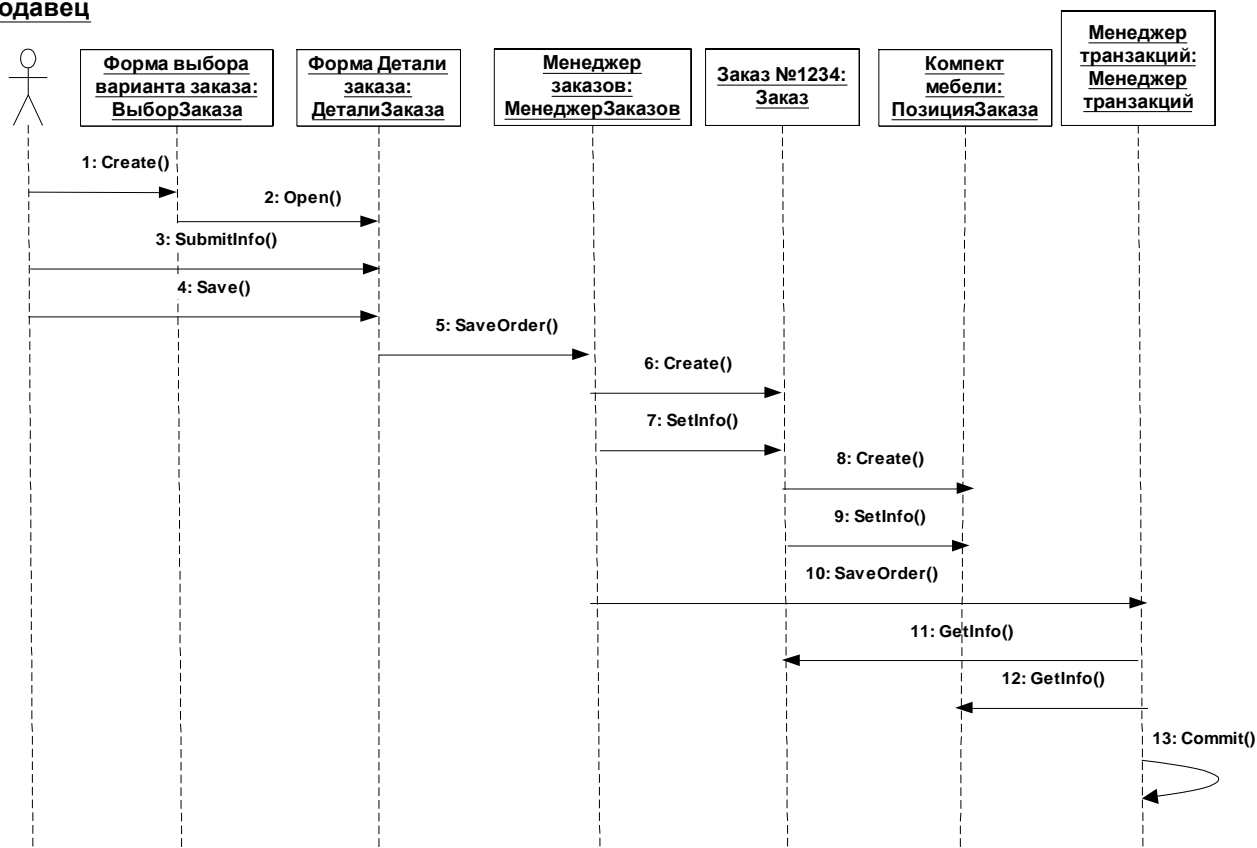 одавец
Форма выбора
варианта заказа:
ВыборЗаказа
Форма Детали
заказа:
ДеталиЗаказа
Менеджер
заказов:
МенеджерЗаказов
Заказ №1234:
Заказ
Компект
мебели:
ПозицияЗаказа
Менеджер
транзакций:
Менеджер
транзакций
1: Create()
2: Open()
3: SubmitInfo()
4: Save()
5: SaveOrder()
6: Create()
7: SetInfo()
8: Create()
9: SetInfo()
10: SaveOrder()
11: GetInfo()
12: GetInfo()
13: Commit()